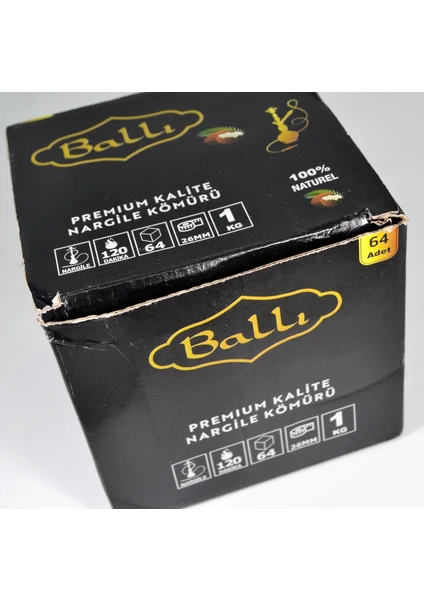 Ballı
100%
NATUREL
PREMIUM KALİTE
NARGİLE KÖMÜRÜ
NARGİLE
120
DAKİKA
64
26MM
1
KG
64
Adet
Ballı
PREMIUM KALİTE
NARGİLE KÖMÜRÜ
NARGİLE
120
DAKİKA
64
26MM
1
KG